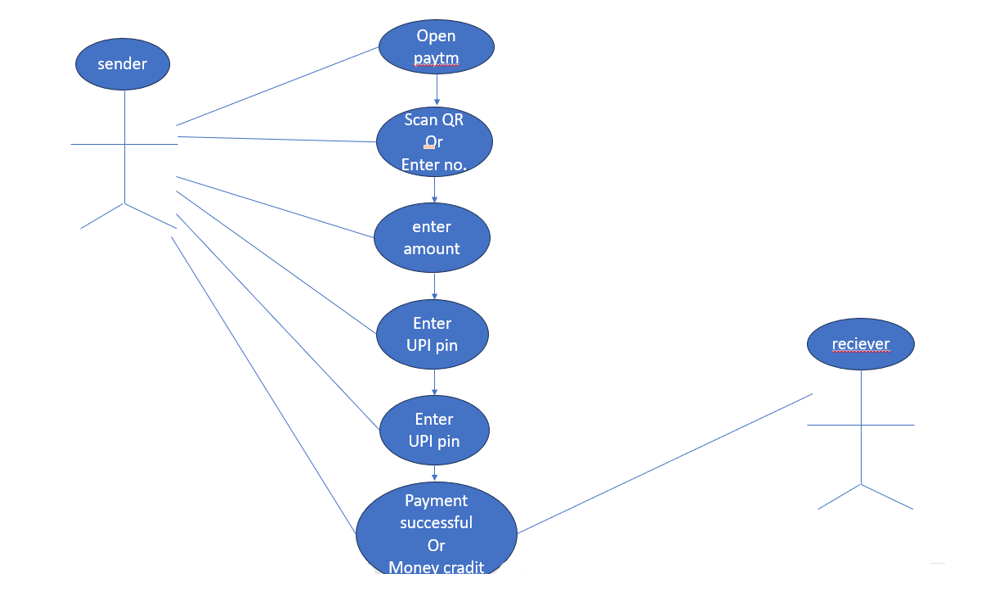 sender
Open
paytm
Scan QR
Or
Enter no.
enter
amount
Enter
UPI pin
Enter
UPI pin
reciever
Payment
successful
Or
Money cradit